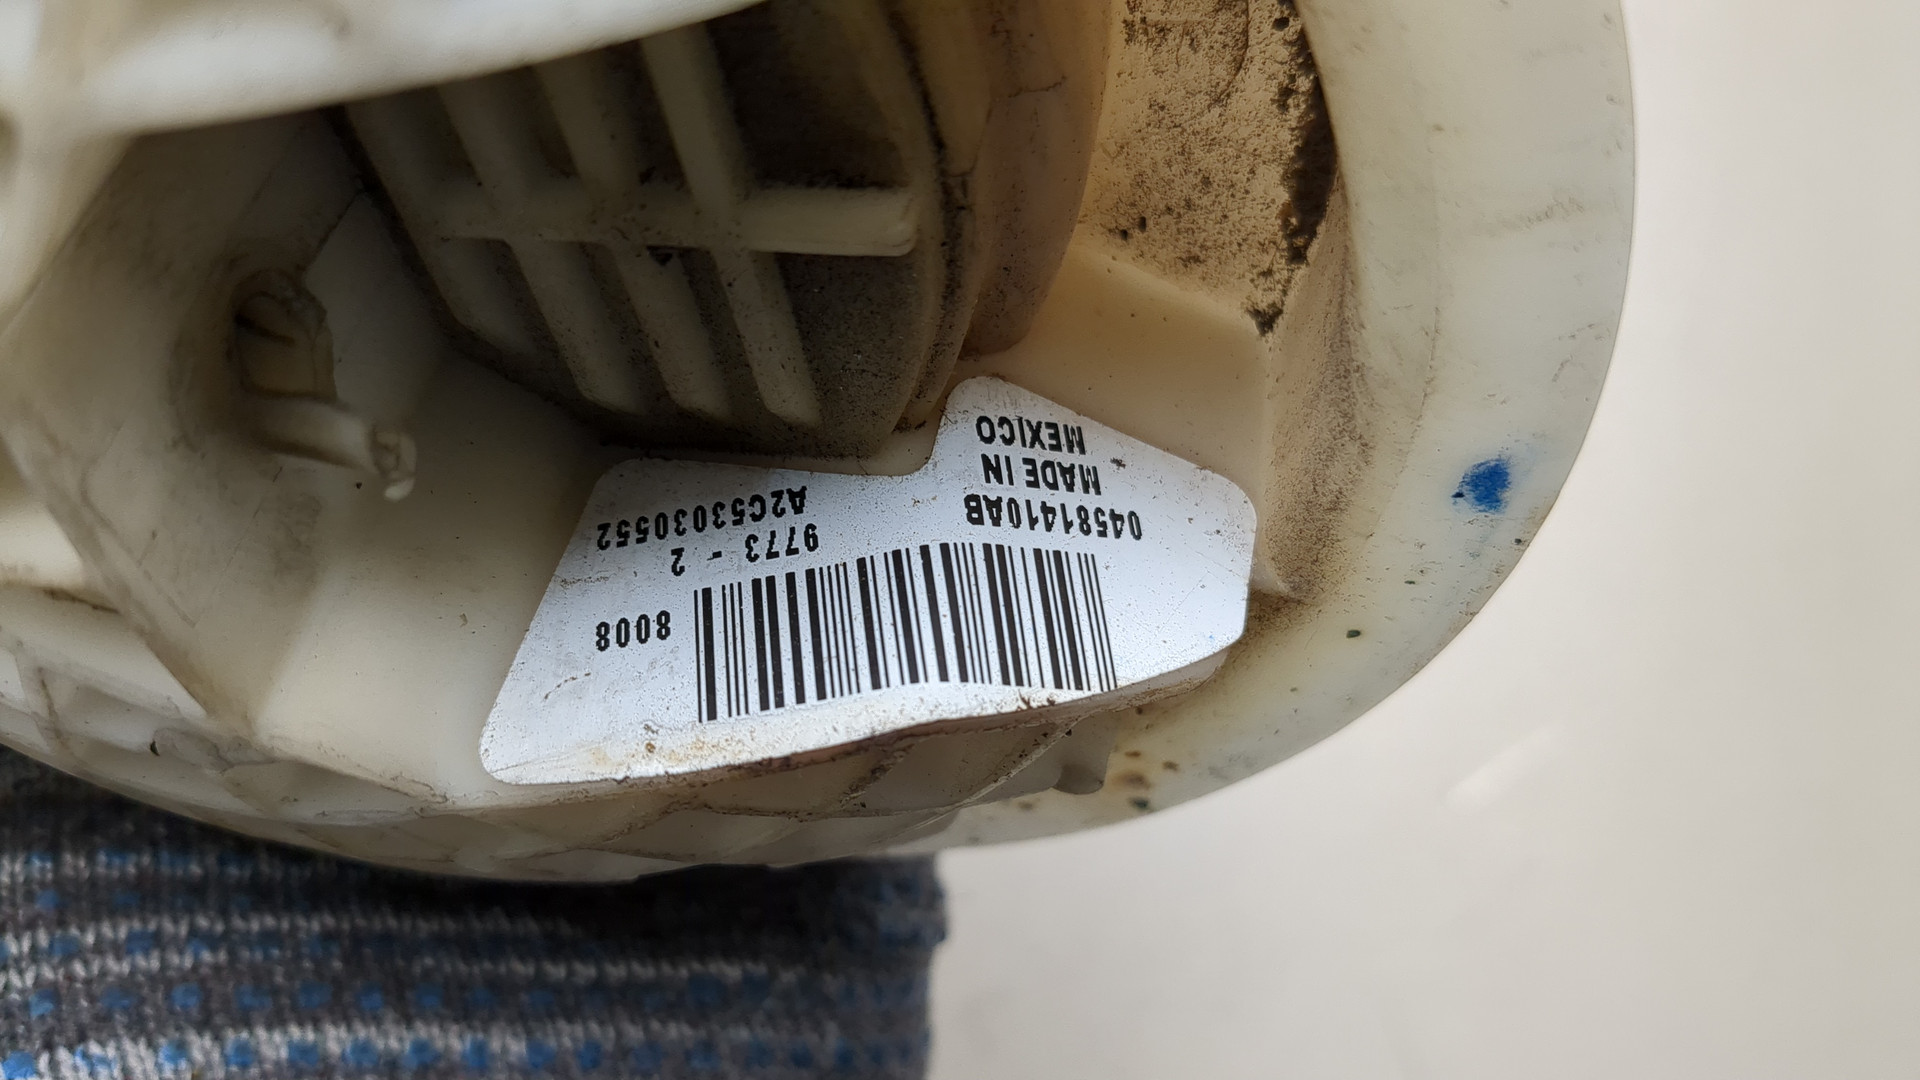 8008
04581410AB
MADE IN
MEXICO
9773 - 2
A2C53030552